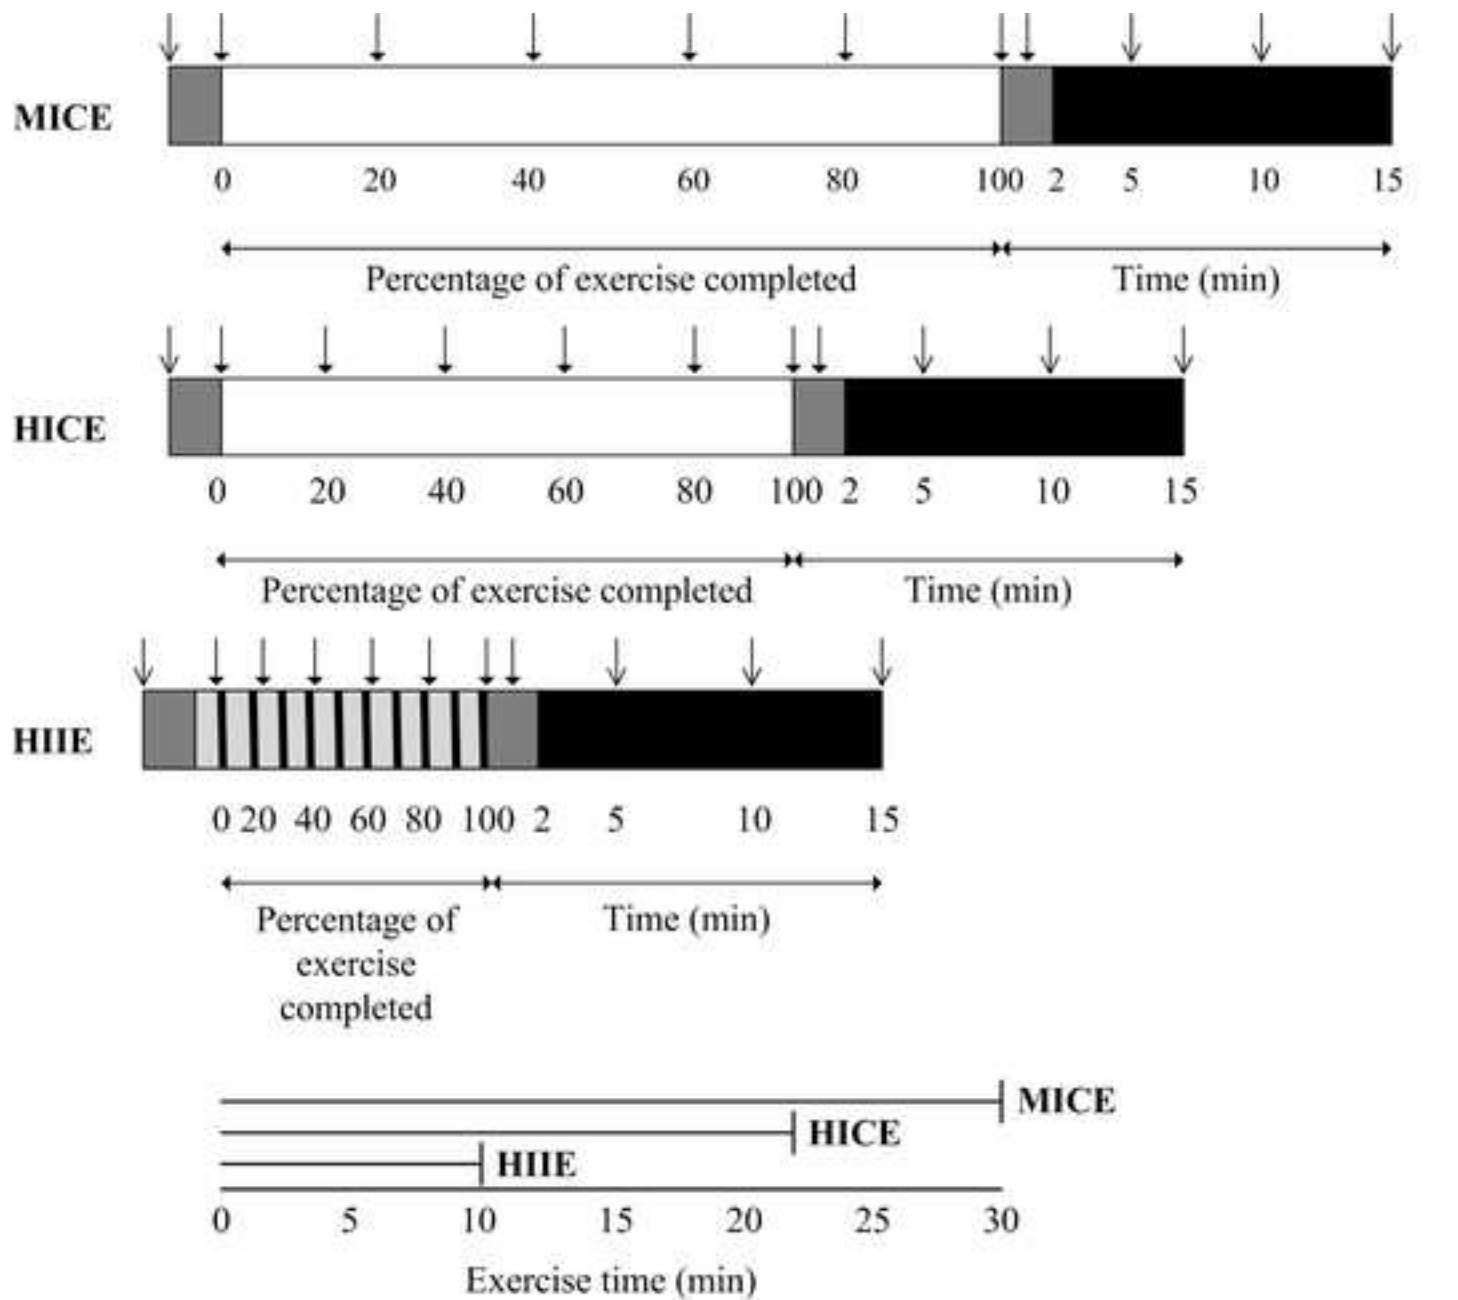 MICE
0 20 40 60 80 100 2 5 10 15
Percentage of exercise completed Time (min)
HICE
0 20 40 60 80 100 2 5 10 15
Percentage of exercise completed Time (min)
HIIE
0 20 40 60 80 100 2 5 10 15
Percentage of Time (min)
exercise
completed
MICE
HICE
HIIE
0 5 10 15 20 25 30
Exercise time (min)